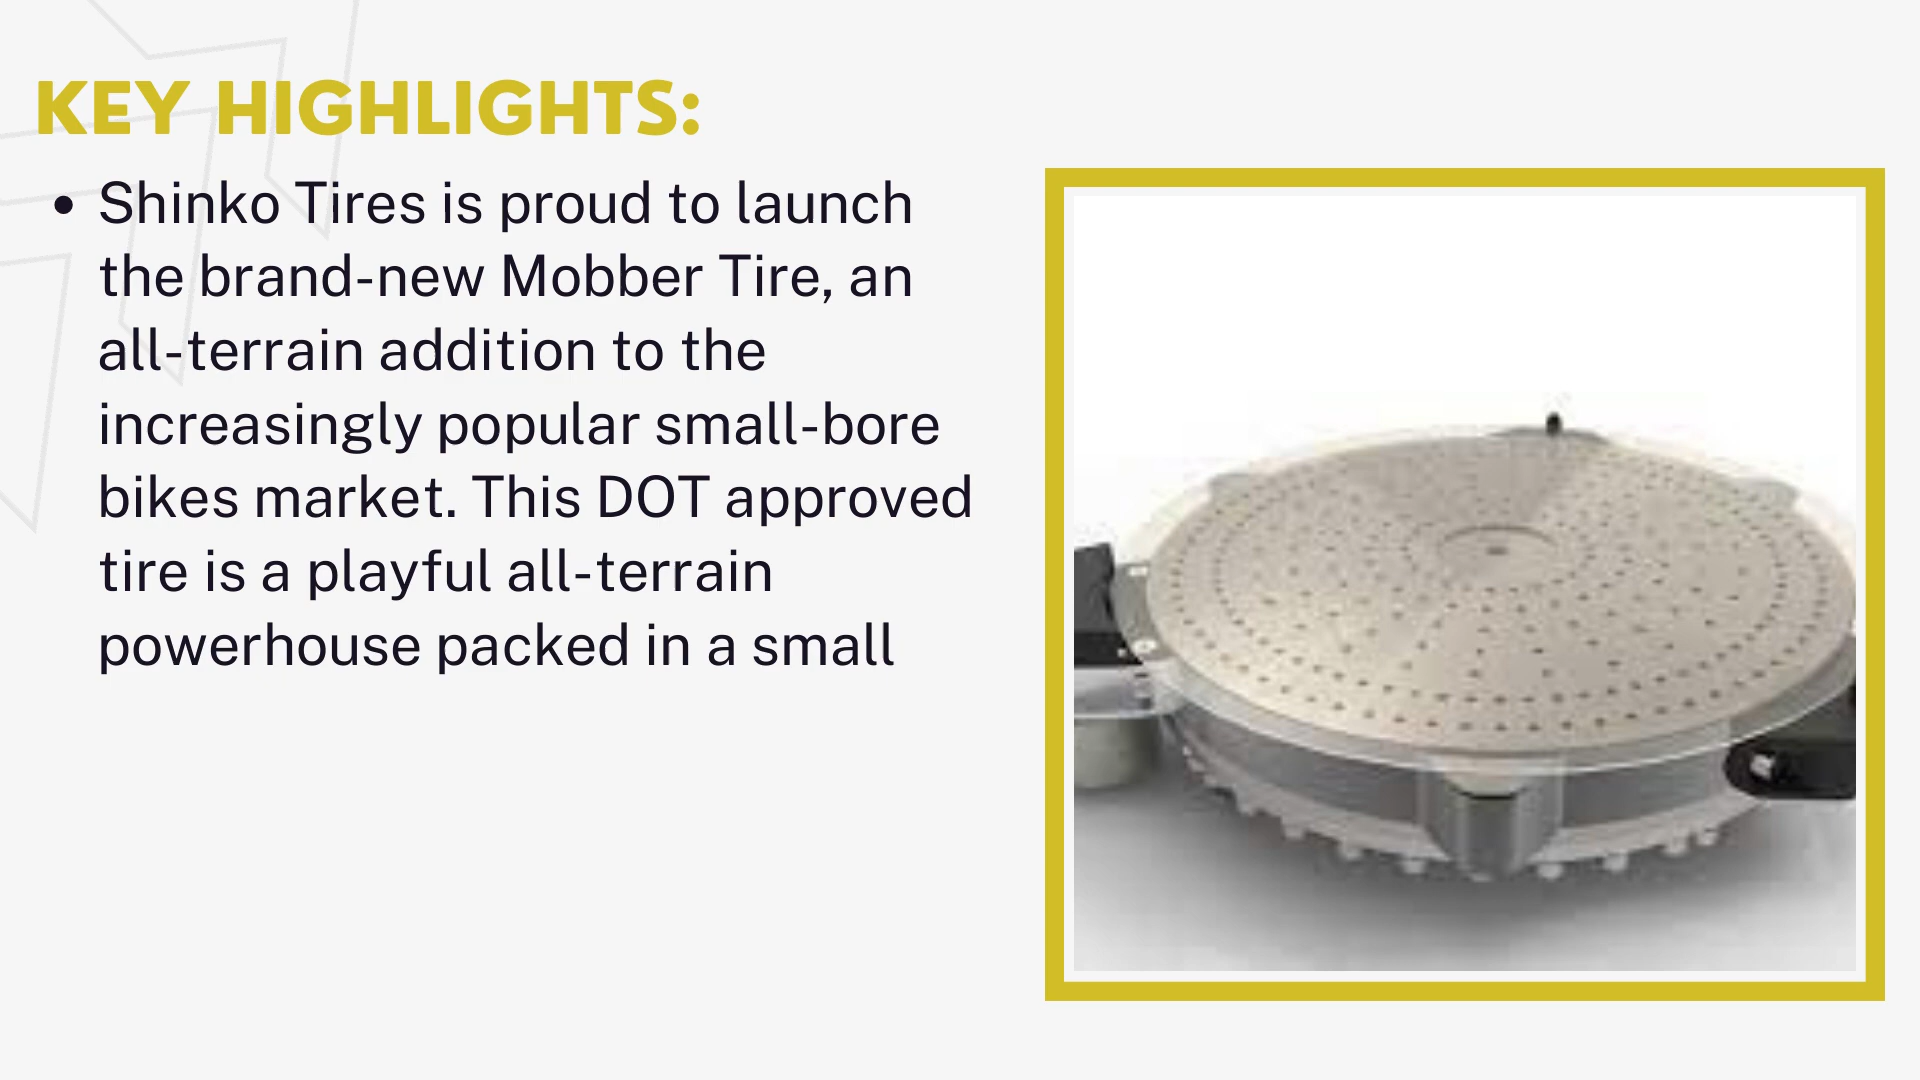 KEY HIGHLIGHTS:
• Shinko Tires is proud to launch
the brand-new Mobber Tire, an
all-terrain addition to the
increasingly popular small-bore
bikes market. This DOT approved
tire is a playful all-terrain
powerhouse packed in a small